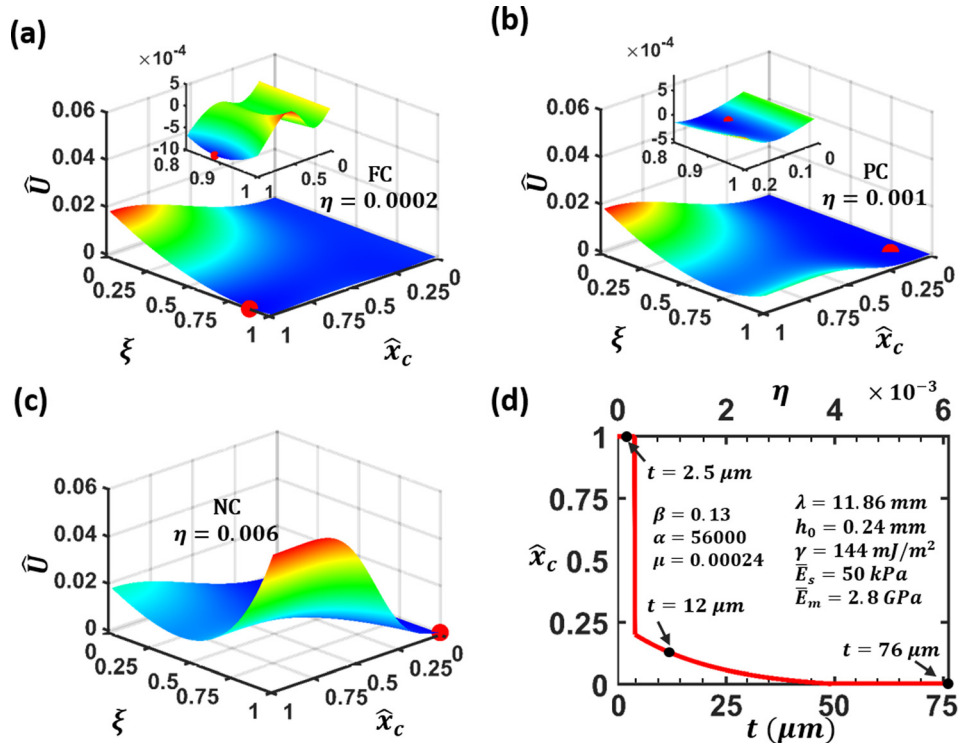 (a)
× 10⁻⁴
5
0
-5
-10
0.8
0.9
1
1
0.5
0
FC
η = 0.0002
0.06
0.04
0.02
0
Û
0
0.25
0.5
0.75
1
ξ
1
0.75
0.5
0.25
0
x̂c
(b)
× 10⁻⁴
5
0
-5
0.8
0.9
1
0.2
0.1
0
PC
η = 0.001
0.06
0.04
0.02
0
Û
0
0.25
0.5
0.75
1
ξ
1
0.75
0.5
0.25
0
x̂c
(c)
NC
η = 0.006
0.06
0.04
0.02
0
Û
0
0.25
0.5
0.75
1
ξ
1
0.75
0.5
0.25
0
x̂c
(d)
η
× 10⁻³
0 2 4 6
1
0.75
0.5
0.25
0
x̂c
t = 2.5 μm
β = 0.13
α = 56000
μ = 0.00024
λ = 11.86 mm
h₀ = 0.24 mm
γ = 144 mJ/m²
Ēs = 50 kPa
Ēm = 2.8 GPa
t = 12 μm
t = 76 μm
0 25 50 75
t (μm)